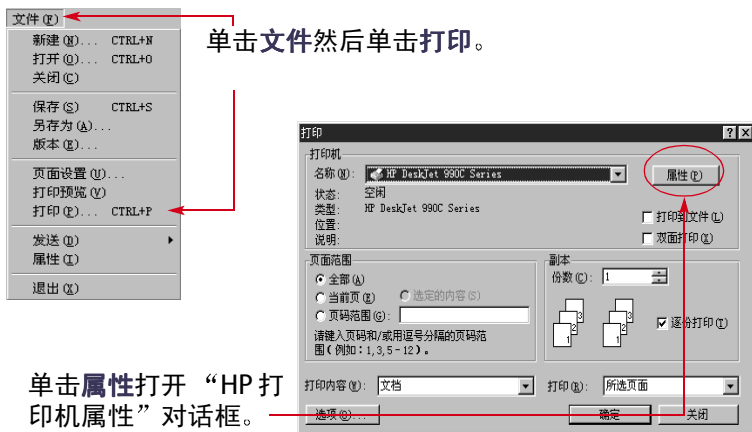 文件(F)
新建(N)... CTRL+N
打开(O)... CTRL+O
关闭(C)
保存(S) CTRL+S
另存为(A)...
版本(E)...
页面设置(U)...
打印预览(V)
打印(P)... CTRL+P
发送(D)
属性(I)
退出(X)
单击文件然后单击打印。
打印
打印机
名称(N): HP DeskJet 990C Series
属性(P)
状态: 空闲
类型: HP DeskJet 990C Series
位置:
说明:
打印到文件(L)
双面打印(X)
页面范围
全部(A)
当前页(E) 选定的内容(S)
页码范围(G):
请键入页码和/或用逗号分隔的页码范
围(例如:1,3,5-12)。
副本
份数(C): 1
3
2
1
3
2
1
逐份打印(T)
打印内容(W): 文档
打印(R): 所选页面
选项(O)...
确定
关闭
单击属性打开“HP 打
印机属性”对话框。